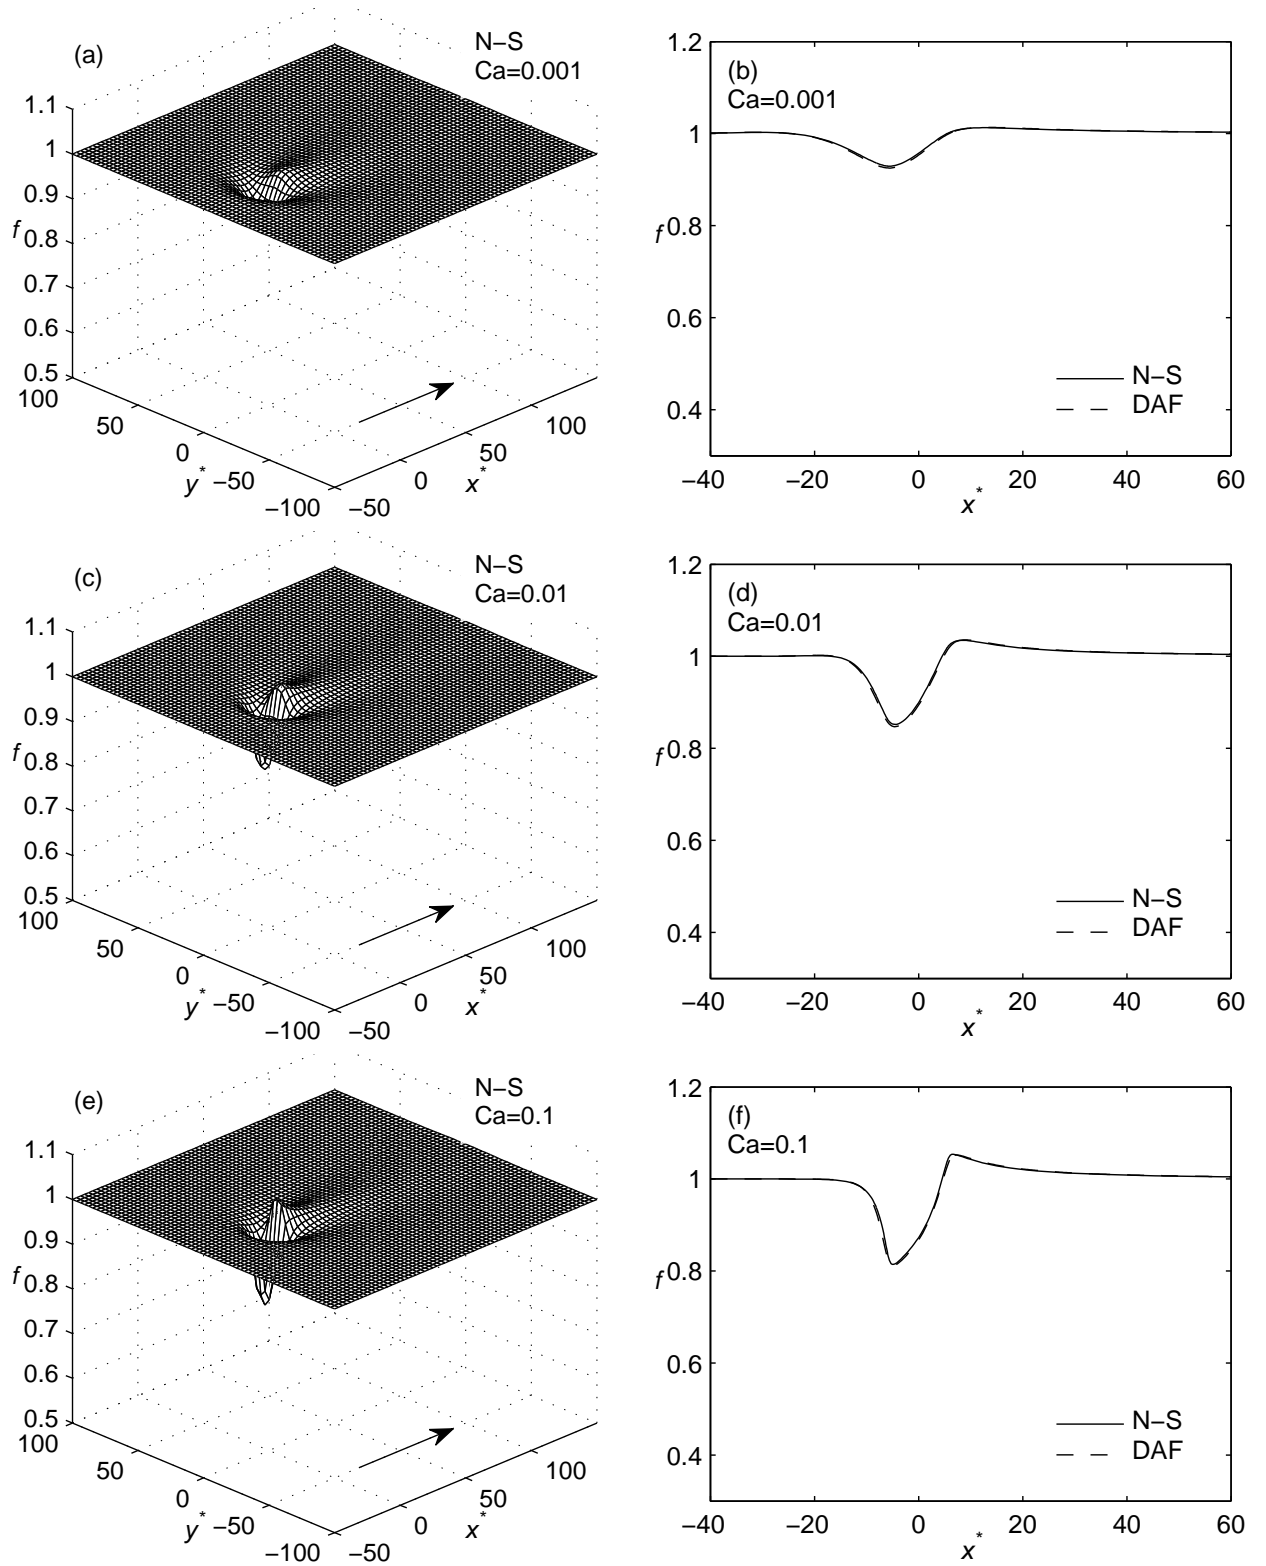 (a)
N−S
Ca=0.001
1.1
1
0.9
0.8
0.7
0.6
0.5
f
100
50
0
−50
−100
y*
−50
0
50
100
x*
(b)
Ca=0.001
1.2
1
0.8
0.6
0.4
f
N−S
DAF
−40
−20
0
20
40
60
x*
(c)
N−S
Ca=0.01
1.1
1
0.9
0.8
0.7
0.6
0.5
f
100
50
0
−50
−100
y*
−50
0
50
100
x*
(d)
Ca=0.01
1.2
1
0.8
0.6
0.4
f
N−S
DAF
−40
−20
0
20
40
60
x*
(e)
N−S
Ca=0.1
1.1
1
0.9
0.8
0.7
0.6
0.5
f
100
50
0
−50
−100
y*
−50
0
50
100
x*
(f)
Ca=0.1
1.2
1
0.8
0.6
0.4
f
N−S
DAF
−40
−20
0
20
40
60
x*